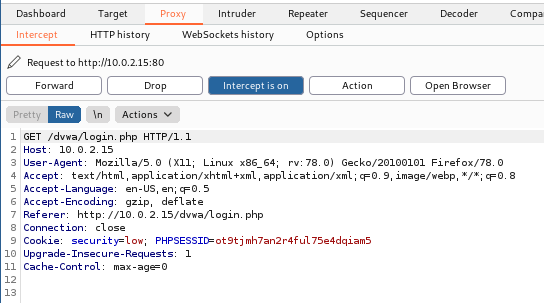 Dashboard Target Proxy Intruder Repeater Sequencer Decoder Compa
Intercept HTTP history WebSockets history Options
Request to http://10.0.2.15:80
Forward Drop Intercept is on Action Open Browser
Pretty Raw \n Actions
1 GET /dvwa/login.php HTTP/1.1
2 Host: 10.0.2.15
3 User-Agent: Mozilla/5.0 (X11; Linux x86_64; rv:78.0) Gecko/20100101 Firefox/78.0
4 Accept: text/html,application/xhtml+xml,application/xml;q=0.9,image/webp,*/*;q=0.8
5 Accept-Language: en-US,en;q=0.5
6 Accept-Encoding: gzip, deflate
7 Referer: http://10.0.2.15/dvwa/login.php
8 Connection: close
9 Cookie: security=low; PHPSESSID=ot9tjmh7an2r4ful75e4dqiam5
10 Upgrade-Insecure-Requests: 1
11 Cache-Control: max-age=0
12
13